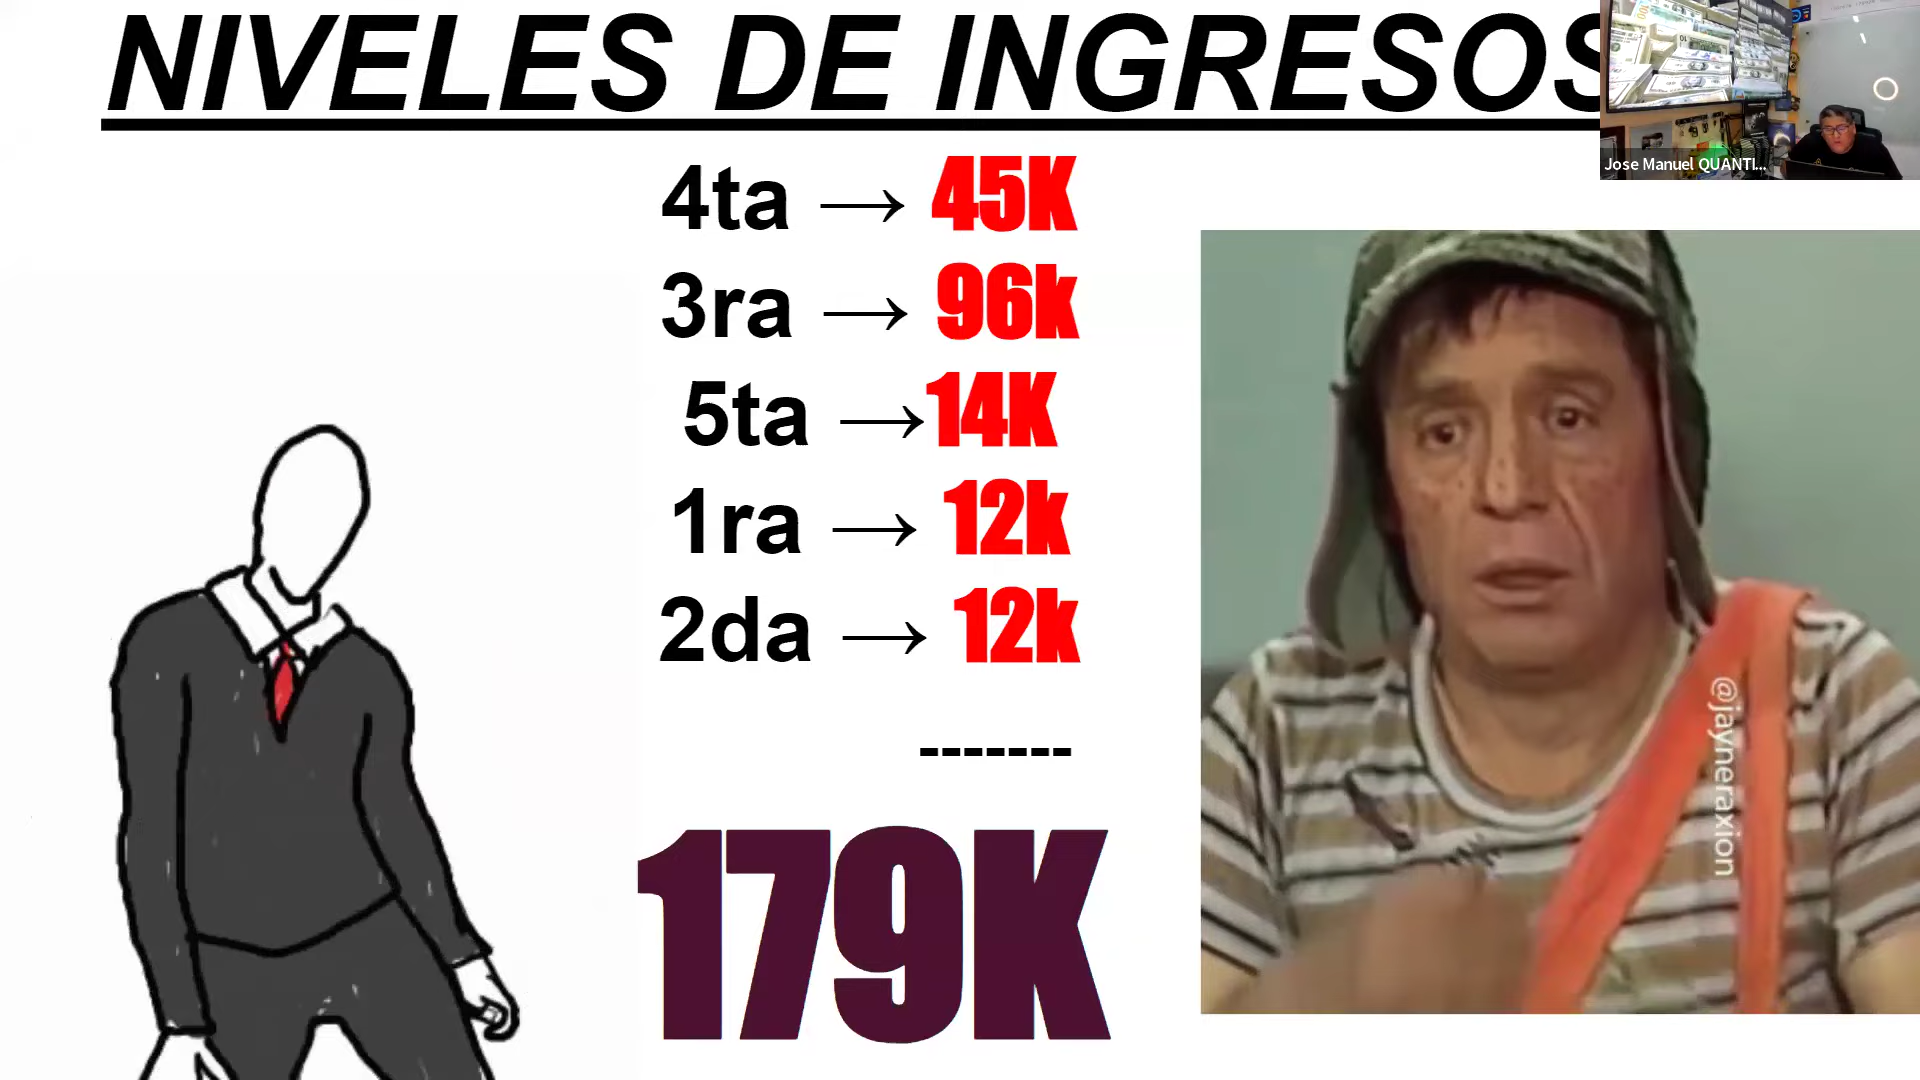 NIVELES DE INGRESOS
Jose Manuel QUANTI...
4ta → 45K
3ra → 96k
5ta →14K
1ra → 12k
2da → 12k
-------
179K
@jayneraxion